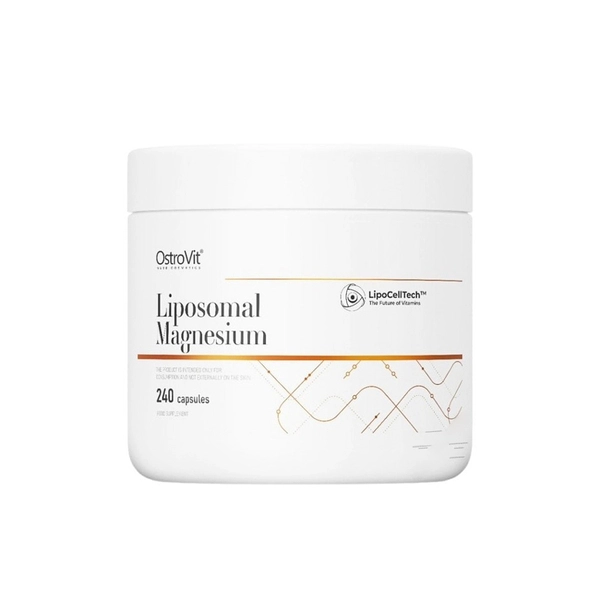 OstroVit®
LipoCellTech™
The Future of Vitamins
Liposomal
Magnesium
240 capsules